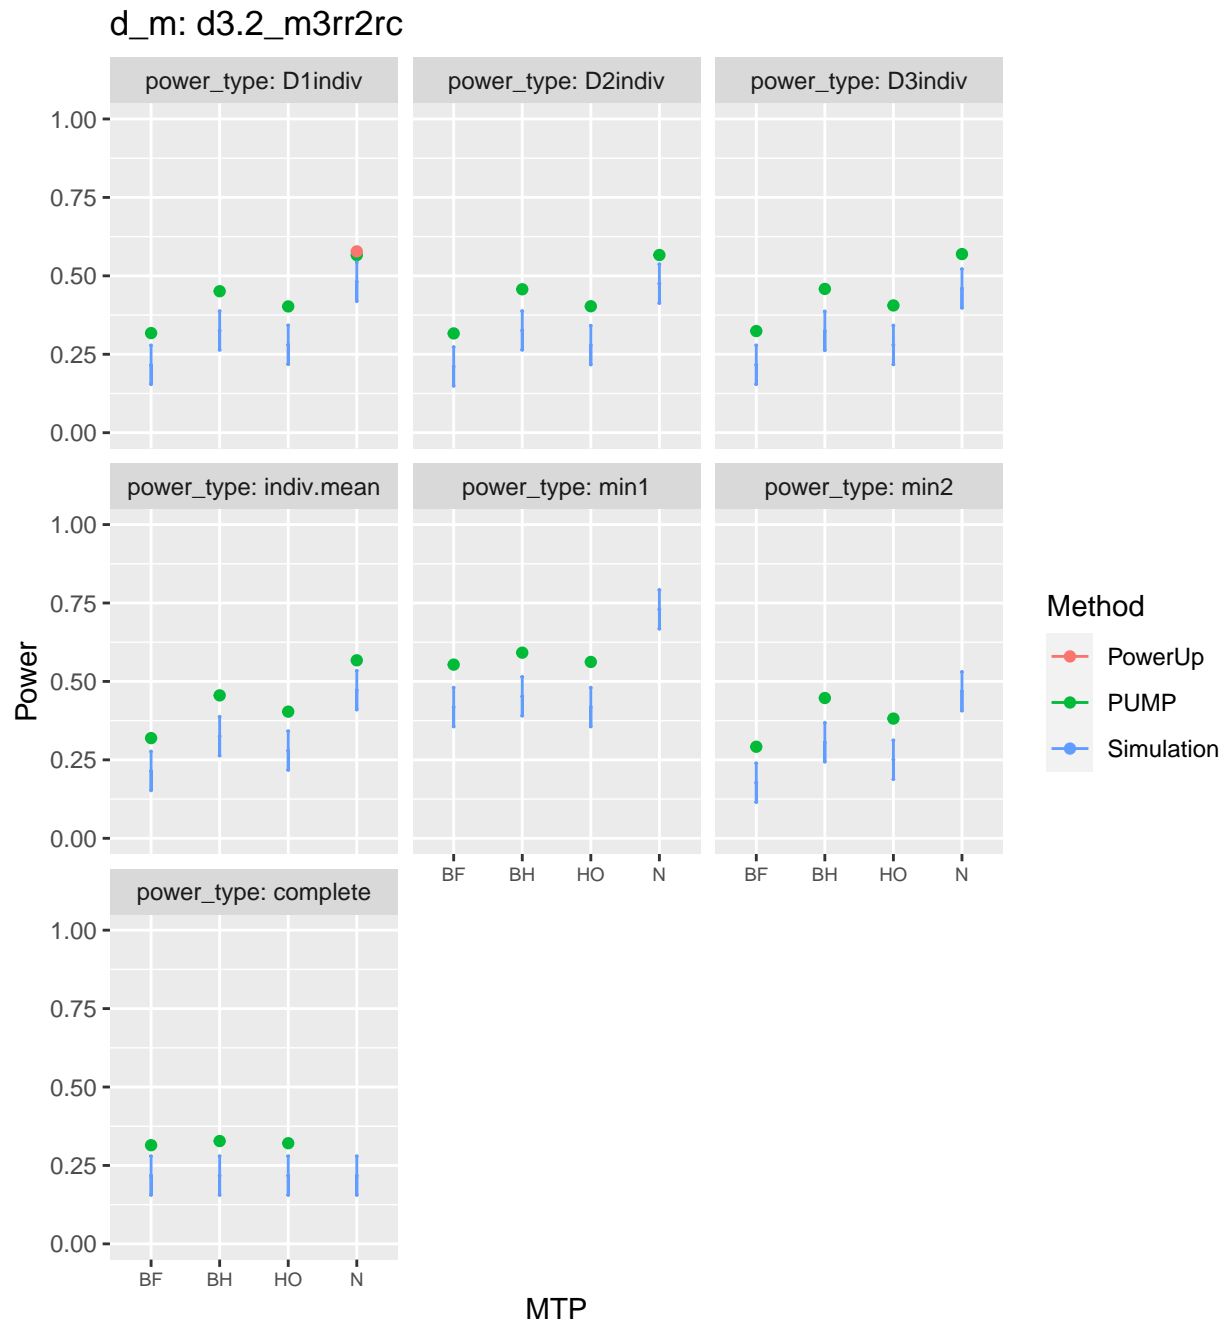 d_m: d3.2_m3rr2rc
power_type: D1indiv
power_type: D2indiv
power_type: D3indiv
1.00
0.75
0.50
0.25
0.00
power_type: indiv.mean
power_type: min1
power_type: min2
1.00
0.75
0.50
0.25
0.00
BF BH HO N
BF BH HO N
power_type: complete
1.00
0.75
0.50
0.25
0.00
BF BH HO N
MTP
Power
Method
PowerUp
PUMP
Simulation